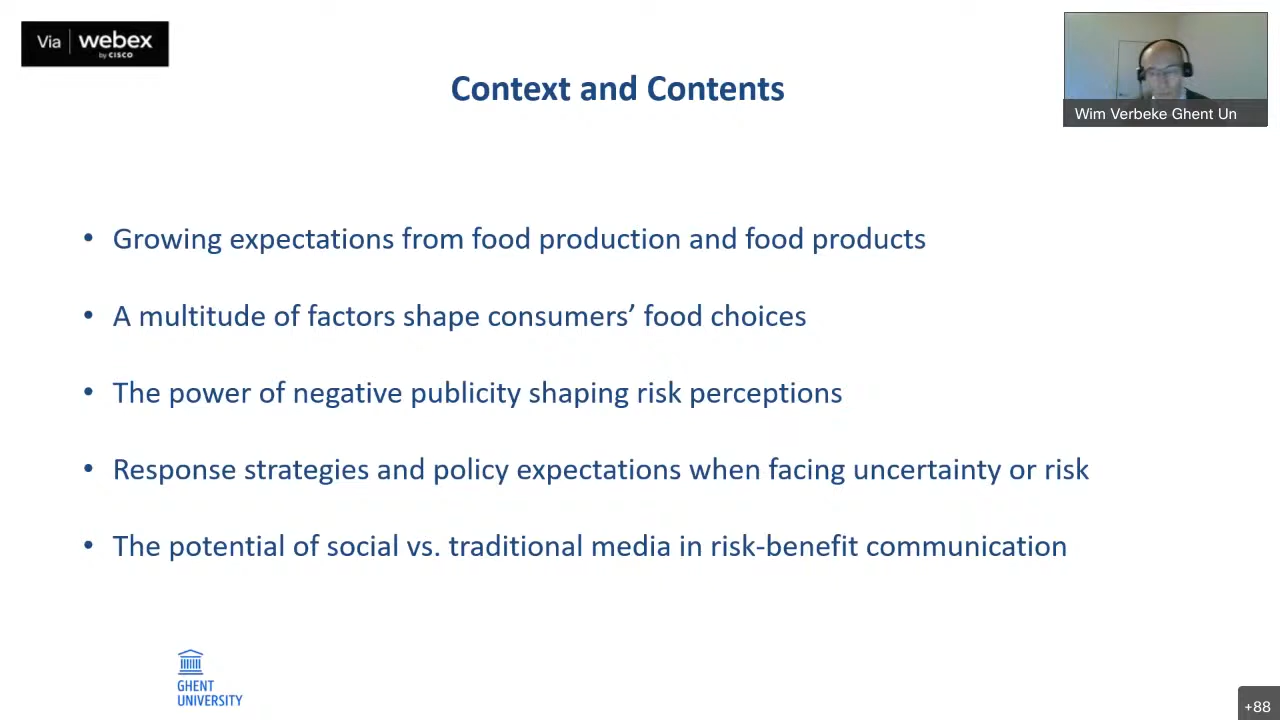 Via webex
by CISCO
Context and Contents
Wim Verbeke Ghent Un
• Growing expectations from food production and food products
• A multitude of factors shape consumers’ food choices
• The power of negative publicity shaping risk perceptions
• Response strategies and policy expectations when facing uncertainty or risk
• The potential of social vs. traditional media in risk-benefit communication
GHENT
UNIVERSITY
+88